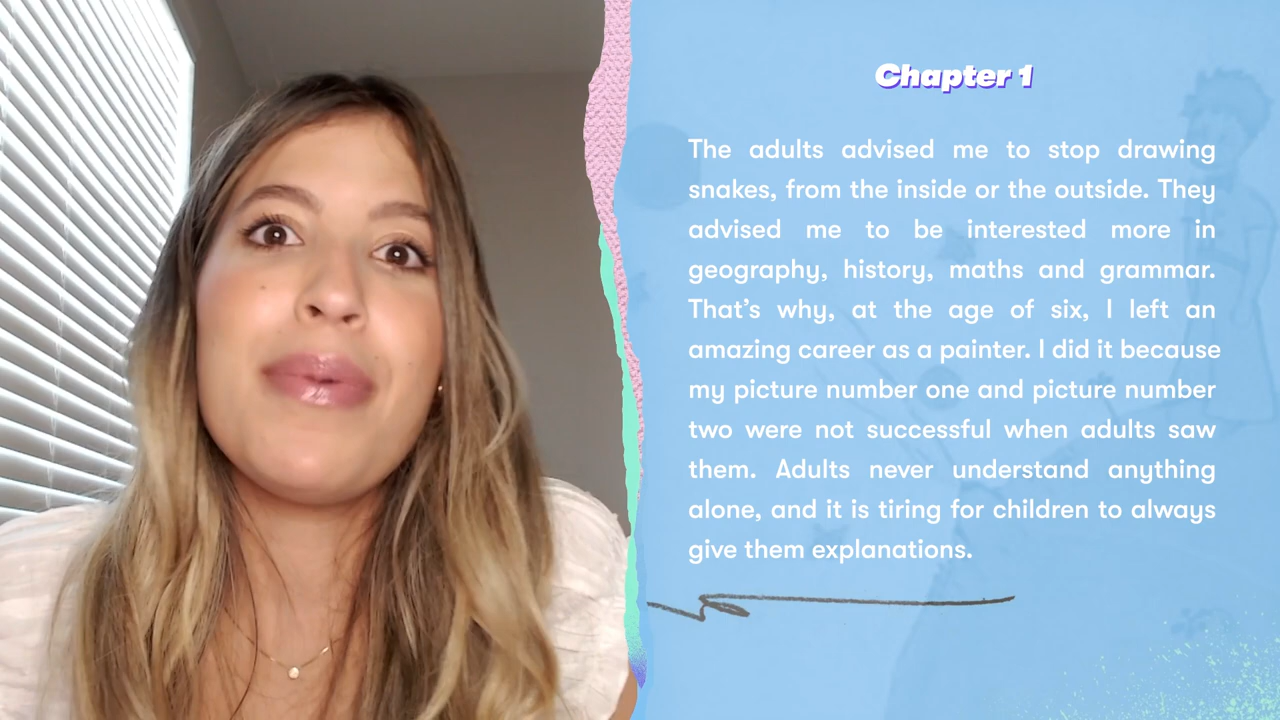 Chapter 1
The adults advised me to stop drawing
snakes, from the inside or the outside. They
advised me to be interested more in
geography, history, maths and grammar.
That’s why, at the age of six, I left an
amazing career as a painter. I did it because
my picture number one and picture number
two were not successful when adults saw
them. Adults never understand anything
alone, and it is tiring for children to always
give them explanations.